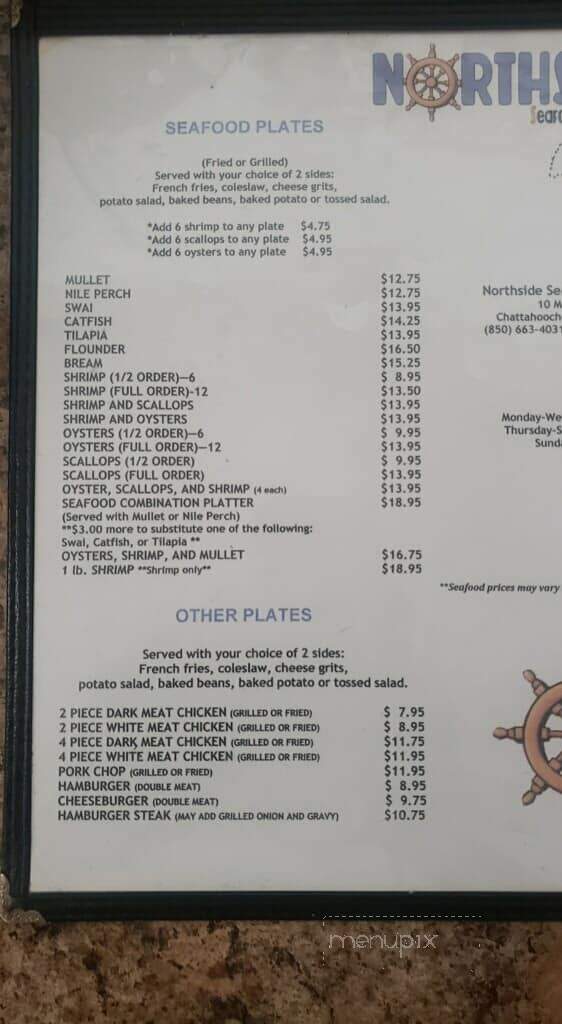 NORTHS
SEAFOOD PLATES
(Fried or Grilled)
Served with your choice of 2 sides:
French fries, coleslaw, cheese grits,
potato salad, baked beans, baked potato or tossed salad.
*Add 6 shrimp to any plate $4.75
*Add 6 scallops to any plate $4.95
*Add 6 oysters to any plate $4.95
MULLET $12.75
NILE PERCH $12.75
SWAI $13.95
CATFISH $14.25
TILAPIA $13.95
FLOUNDER $16.50
BREAM $15.25
SHRIMP (1/2 ORDER)—6 $ 8.95
SHRIMP (FULL ORDER)-12 $13.50
SHRIMP AND SCALLOPS $13.95
SHRIMP AND OYSTERS $13.95
OYSTERS (1/2 ORDER)—6 $ 9.95
OYSTERS (FULL ORDER)—12 $13.95
SCALLOPS (1/2 ORDER) $ 9.95
SCALLOPS (FULL ORDER) $13.95
OYSTER, SCALLOPS, AND SHRIMP (4 each) $13.95
SEAFOOD COMBINATION PLATTER $18.95
(Served with Mullet or Nile Perch)
**$3.00 more to substitute one of the following:
Swai, Catfish, or Tilapia **
OYSTERS, SHRIMP, AND MULLET $16.75
1 lb. SHRIMP **Shrimp only** $18.95
Northside Se
10 M
Chattahooch
(850) 663-4031
Monday-We
Thursday-S
Sund
**Seafood prices may vary
OTHER PLATES
Served with your choice of 2 sides:
French fries, coleslaw, cheese grits,
potato salad, baked beans, baked potato or tossed salad.
2 PIECE DARK MEAT CHICKEN (GRILLED OR FRIED) $ 7.95
2 PIECE WHITE MEAT CHICKEN (GRILLED OR FRIED) $ 8.95
4 PIECE DARK MEAT CHICKEN (GRILLED OR FRIED) $11.75
4 PIECE WHITE MEAT CHICKEN (GRILLED OR FRIED) $11.95
PORK CHOP (GRILLED OR FRIED) $11.95
HAMBURGER (DOUBLE MEAT) $ 8.95
CHEESEBURGER (DOUBLE MEAT) $ 9.75
HAMBURGER STEAK (MAY ADD GRILLED ONION AND GRAVY) $10.75
menupix